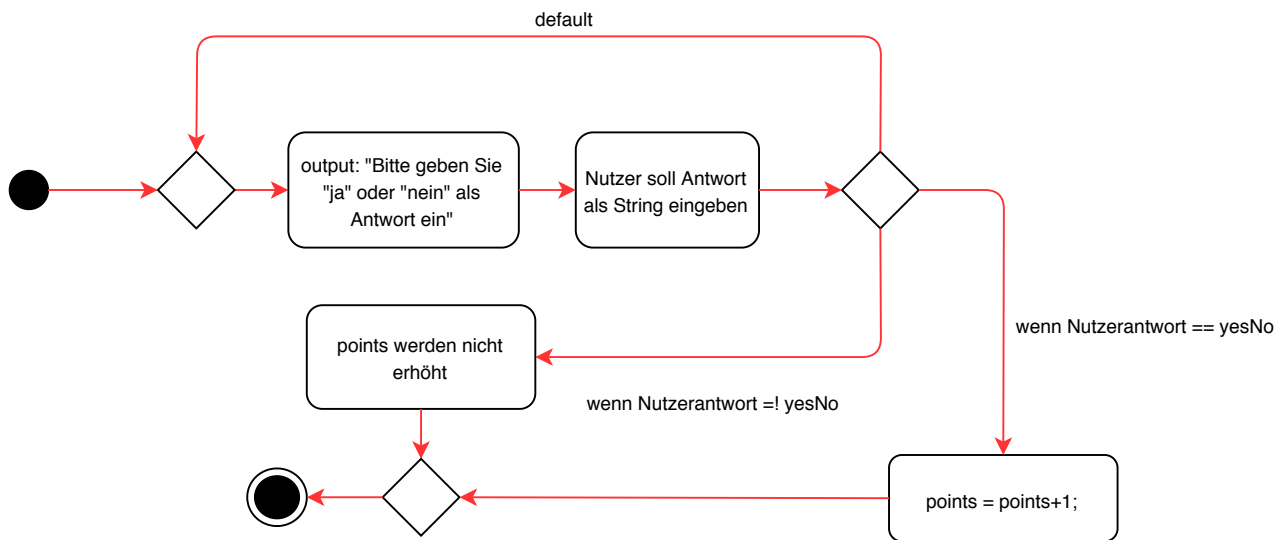 default
output: "Bitte geben Sie
"ja" oder "nein" als
Antwort ein"
Nutzer soll Antwort
als String eingeben
points werden nicht
erhöht
wenn Nutzerantwort == yesNo
wenn Nutzerantwort =! yesNo
points = points+1;